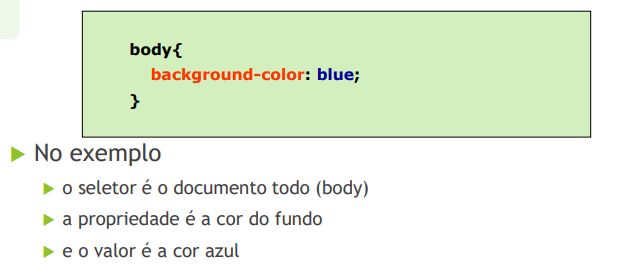 body{
background-color: blue;
}
No exemplo
o seletor é o documento todo (body)
a propriedade é a cor do fundo
e o valor é a cor azul